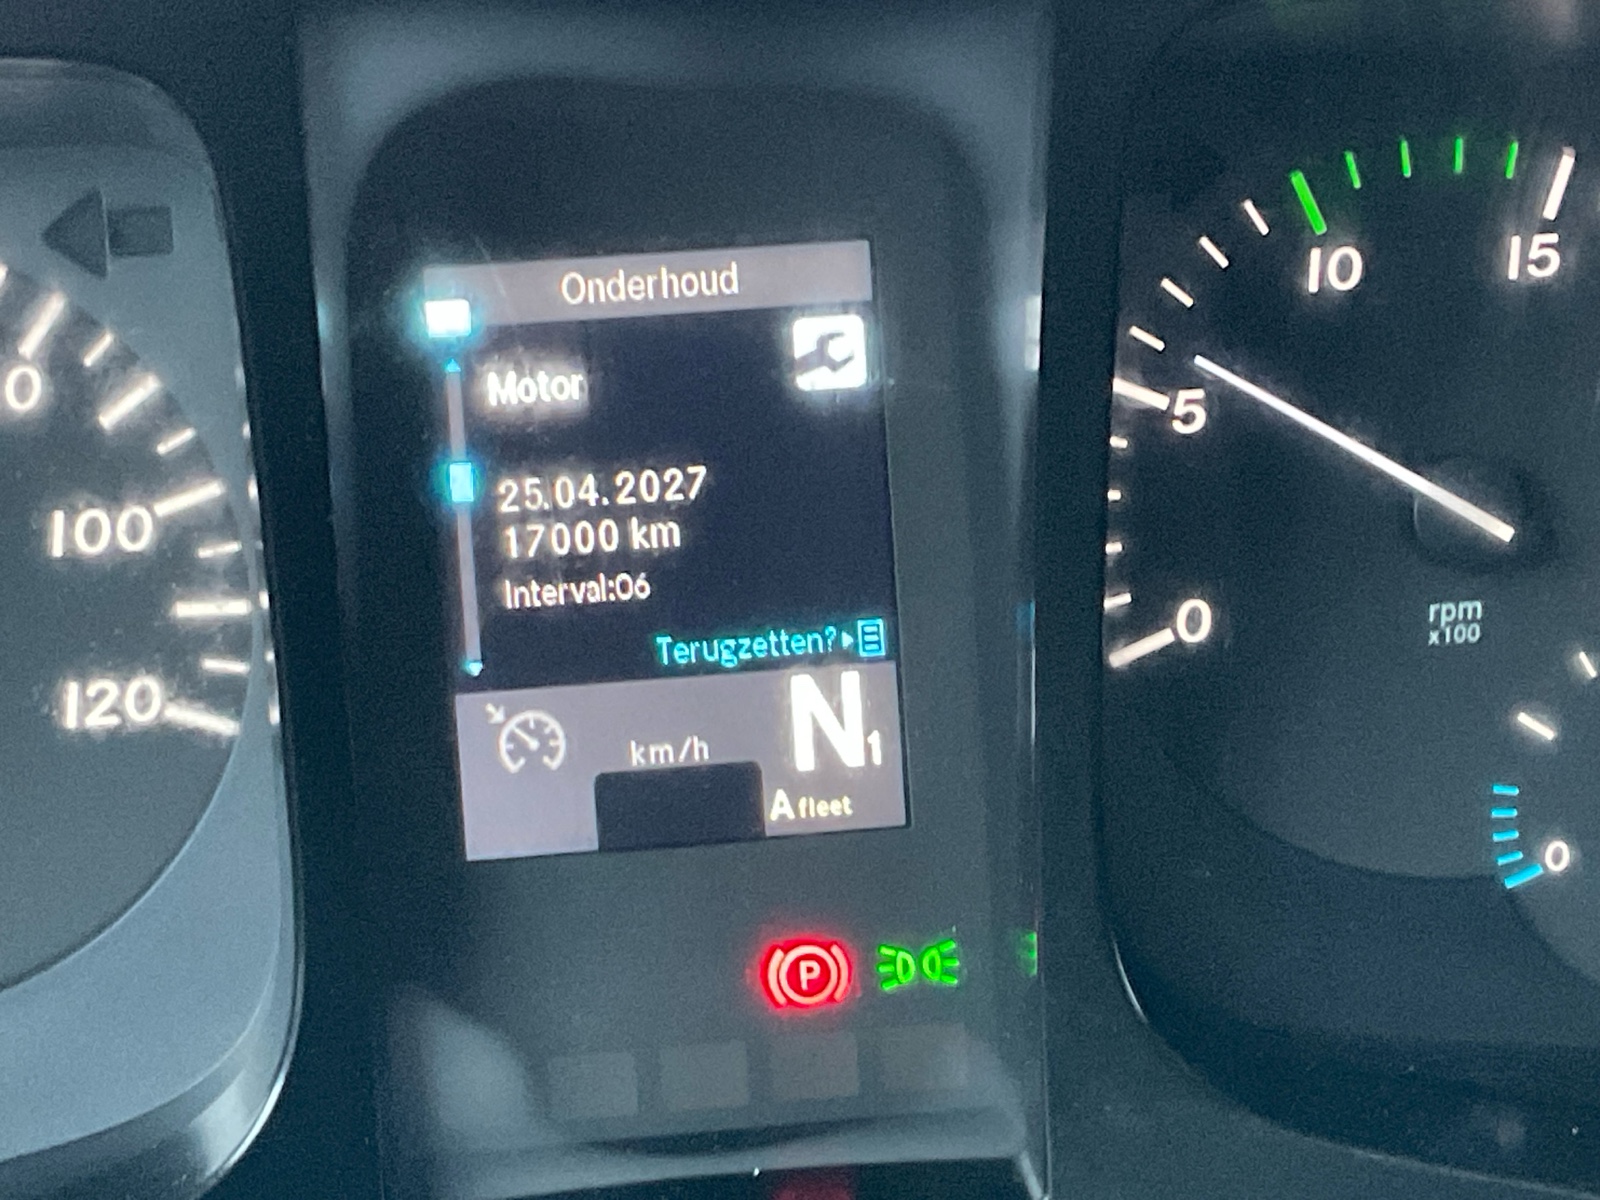 Onderhoud
Motor
25.04.2027
17000 km
Interval:06
Terugzetten?
km/h
N1
A fleet
0
100
120
0
5
10
15
rpm
x100
0
P